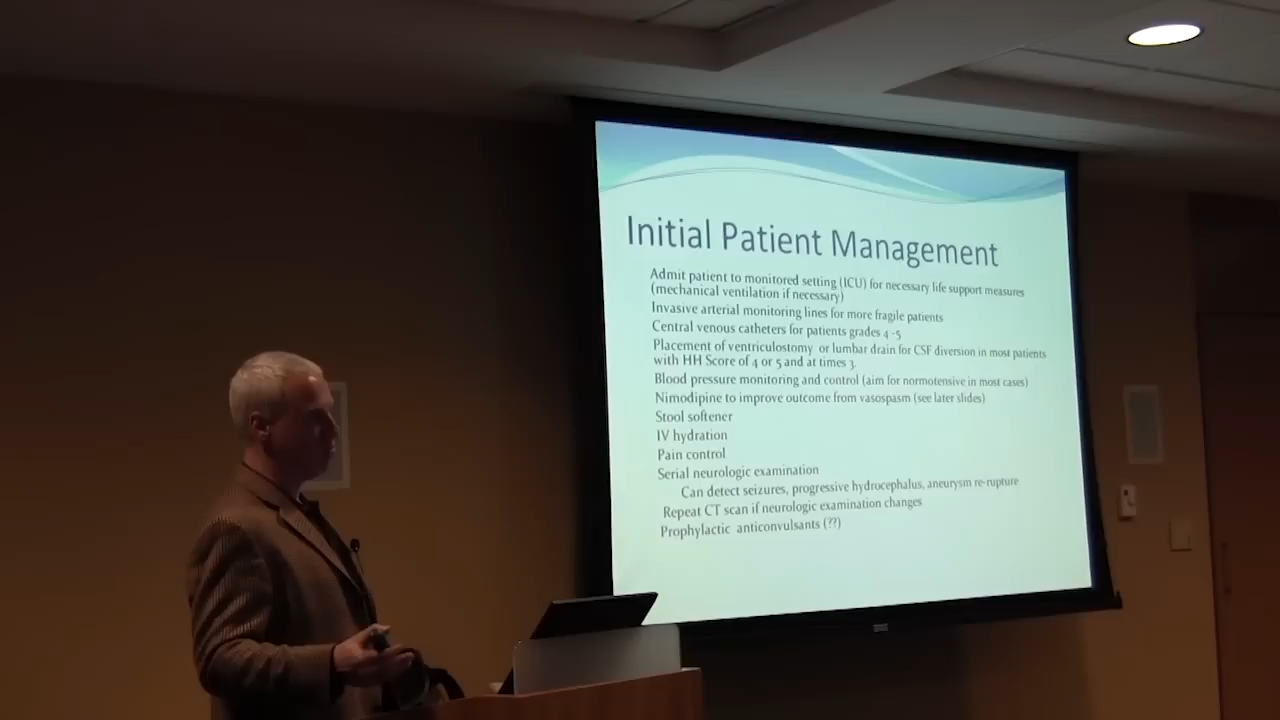 Initial Patient Management
Admit patient to monitored setting (ICU) for necessary life support measures
(mechanical ventilation if necessary)
Invasive arterial monitoring lines for more fragile patients
Central venous catheters for patients grades 4 -5
Placement of ventriculostomy or lumbar drain for CSF diversion in most patients
with HH Score of 4 or 5 and at times 3.
Blood pressure monitoring and control (aim for normotensive in most cases)
Nimodipine to improve outcome from vasospasm (see later slides)
Stool softener
IV hydration
Pain control
Serial neurologic examination
Can detect seizures, progressive hydrocephalus, aneurysm re-rupture
Repeat CT scan if neurologic examination changes
Prophylactic anticonvulsants (??)